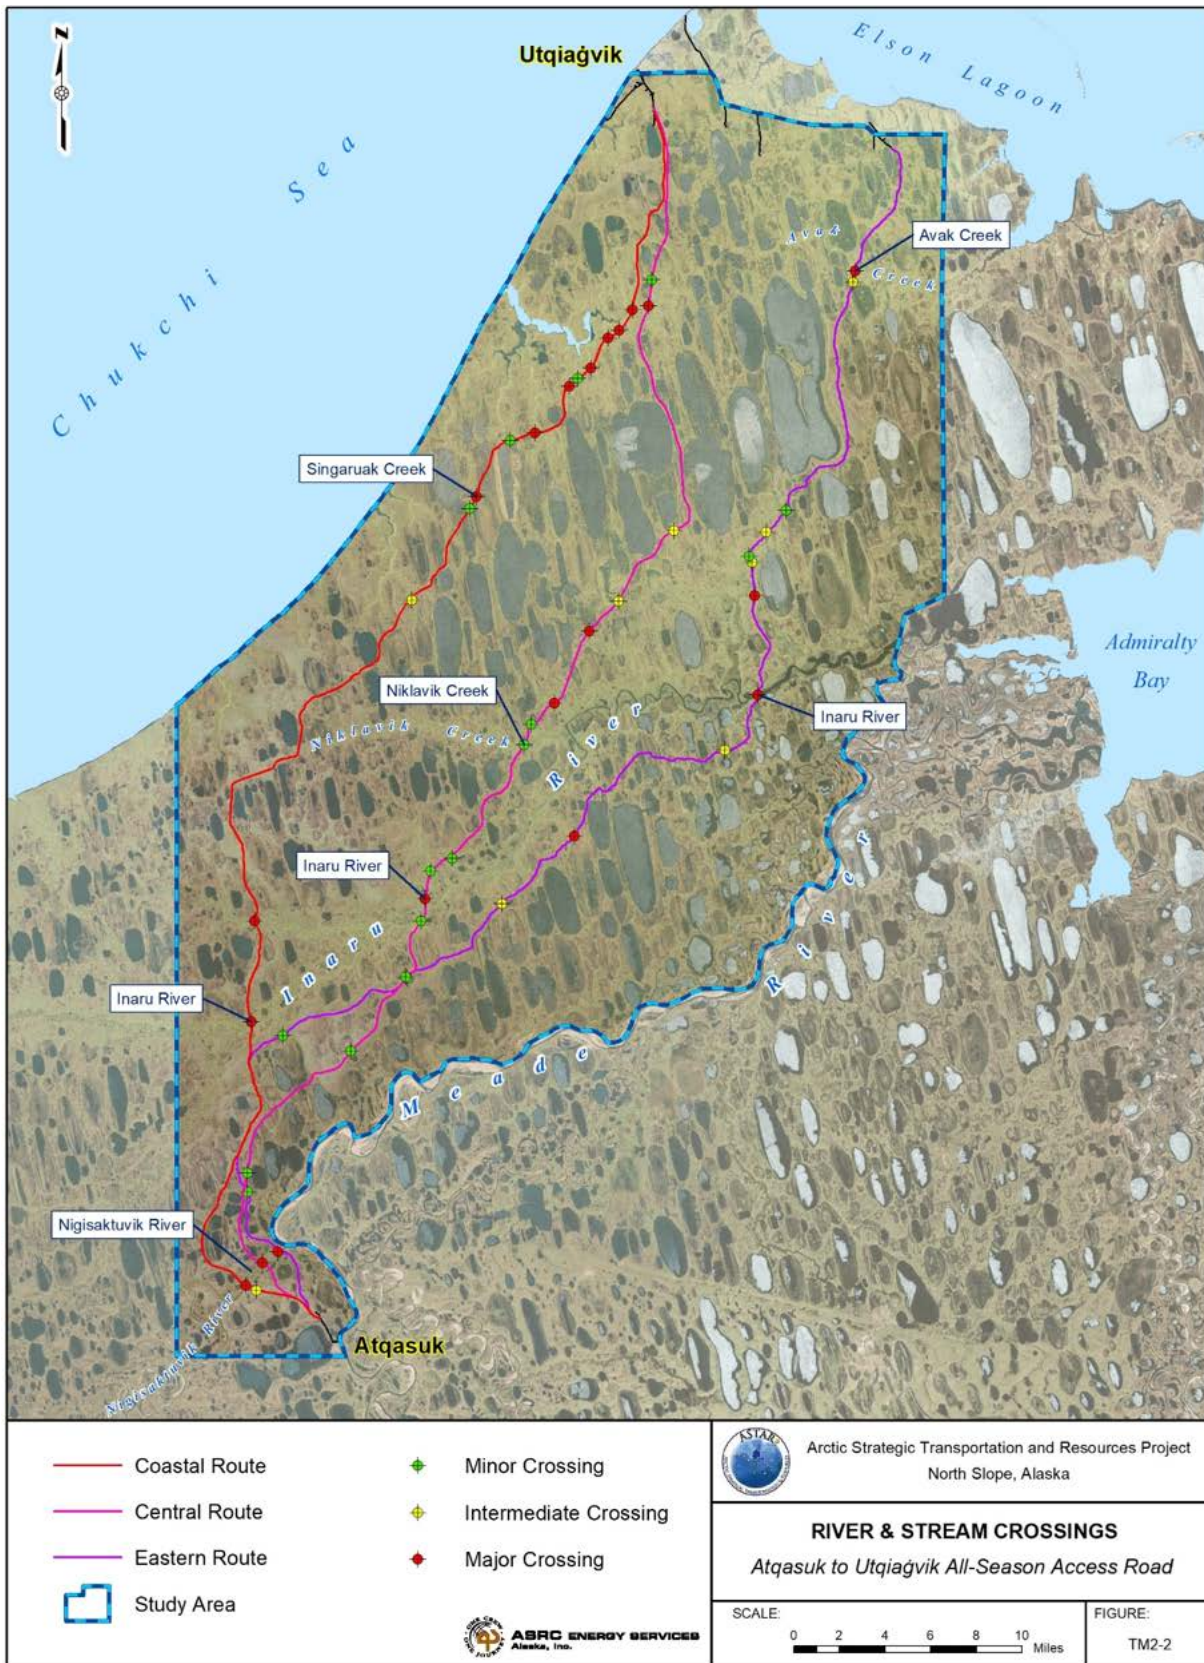 Z
Utqiaġvik
Elson Lagoon
Chukchi Sea
Avak Creek
Avak
Creek
Singaruak Creek
Niklavik Creek
Niklavik Creek
River
Inaru River
Inaru River
Inaru
Inaru River
Admiralty
Bay
River
Meade
Nigisaktuvik River
Nigisaktuvik River
Atqasuk
Coastal Route
Central Route
Eastern Route
Study Area
Minor Crossing
Intermediate Crossing
Major Crossing
ASRC ENERGY SERVICES
Alaska, Inc.
ASTAR
Arctic Strategic Transportation and Resources Project
North Slope, Alaska
RIVER & STREAM CROSSINGS
Atqasuk to Utqiaġvik All-Season Access Road
SCALE:
0 2 4 6 8 10
Miles
FIGURE:
TM2-2